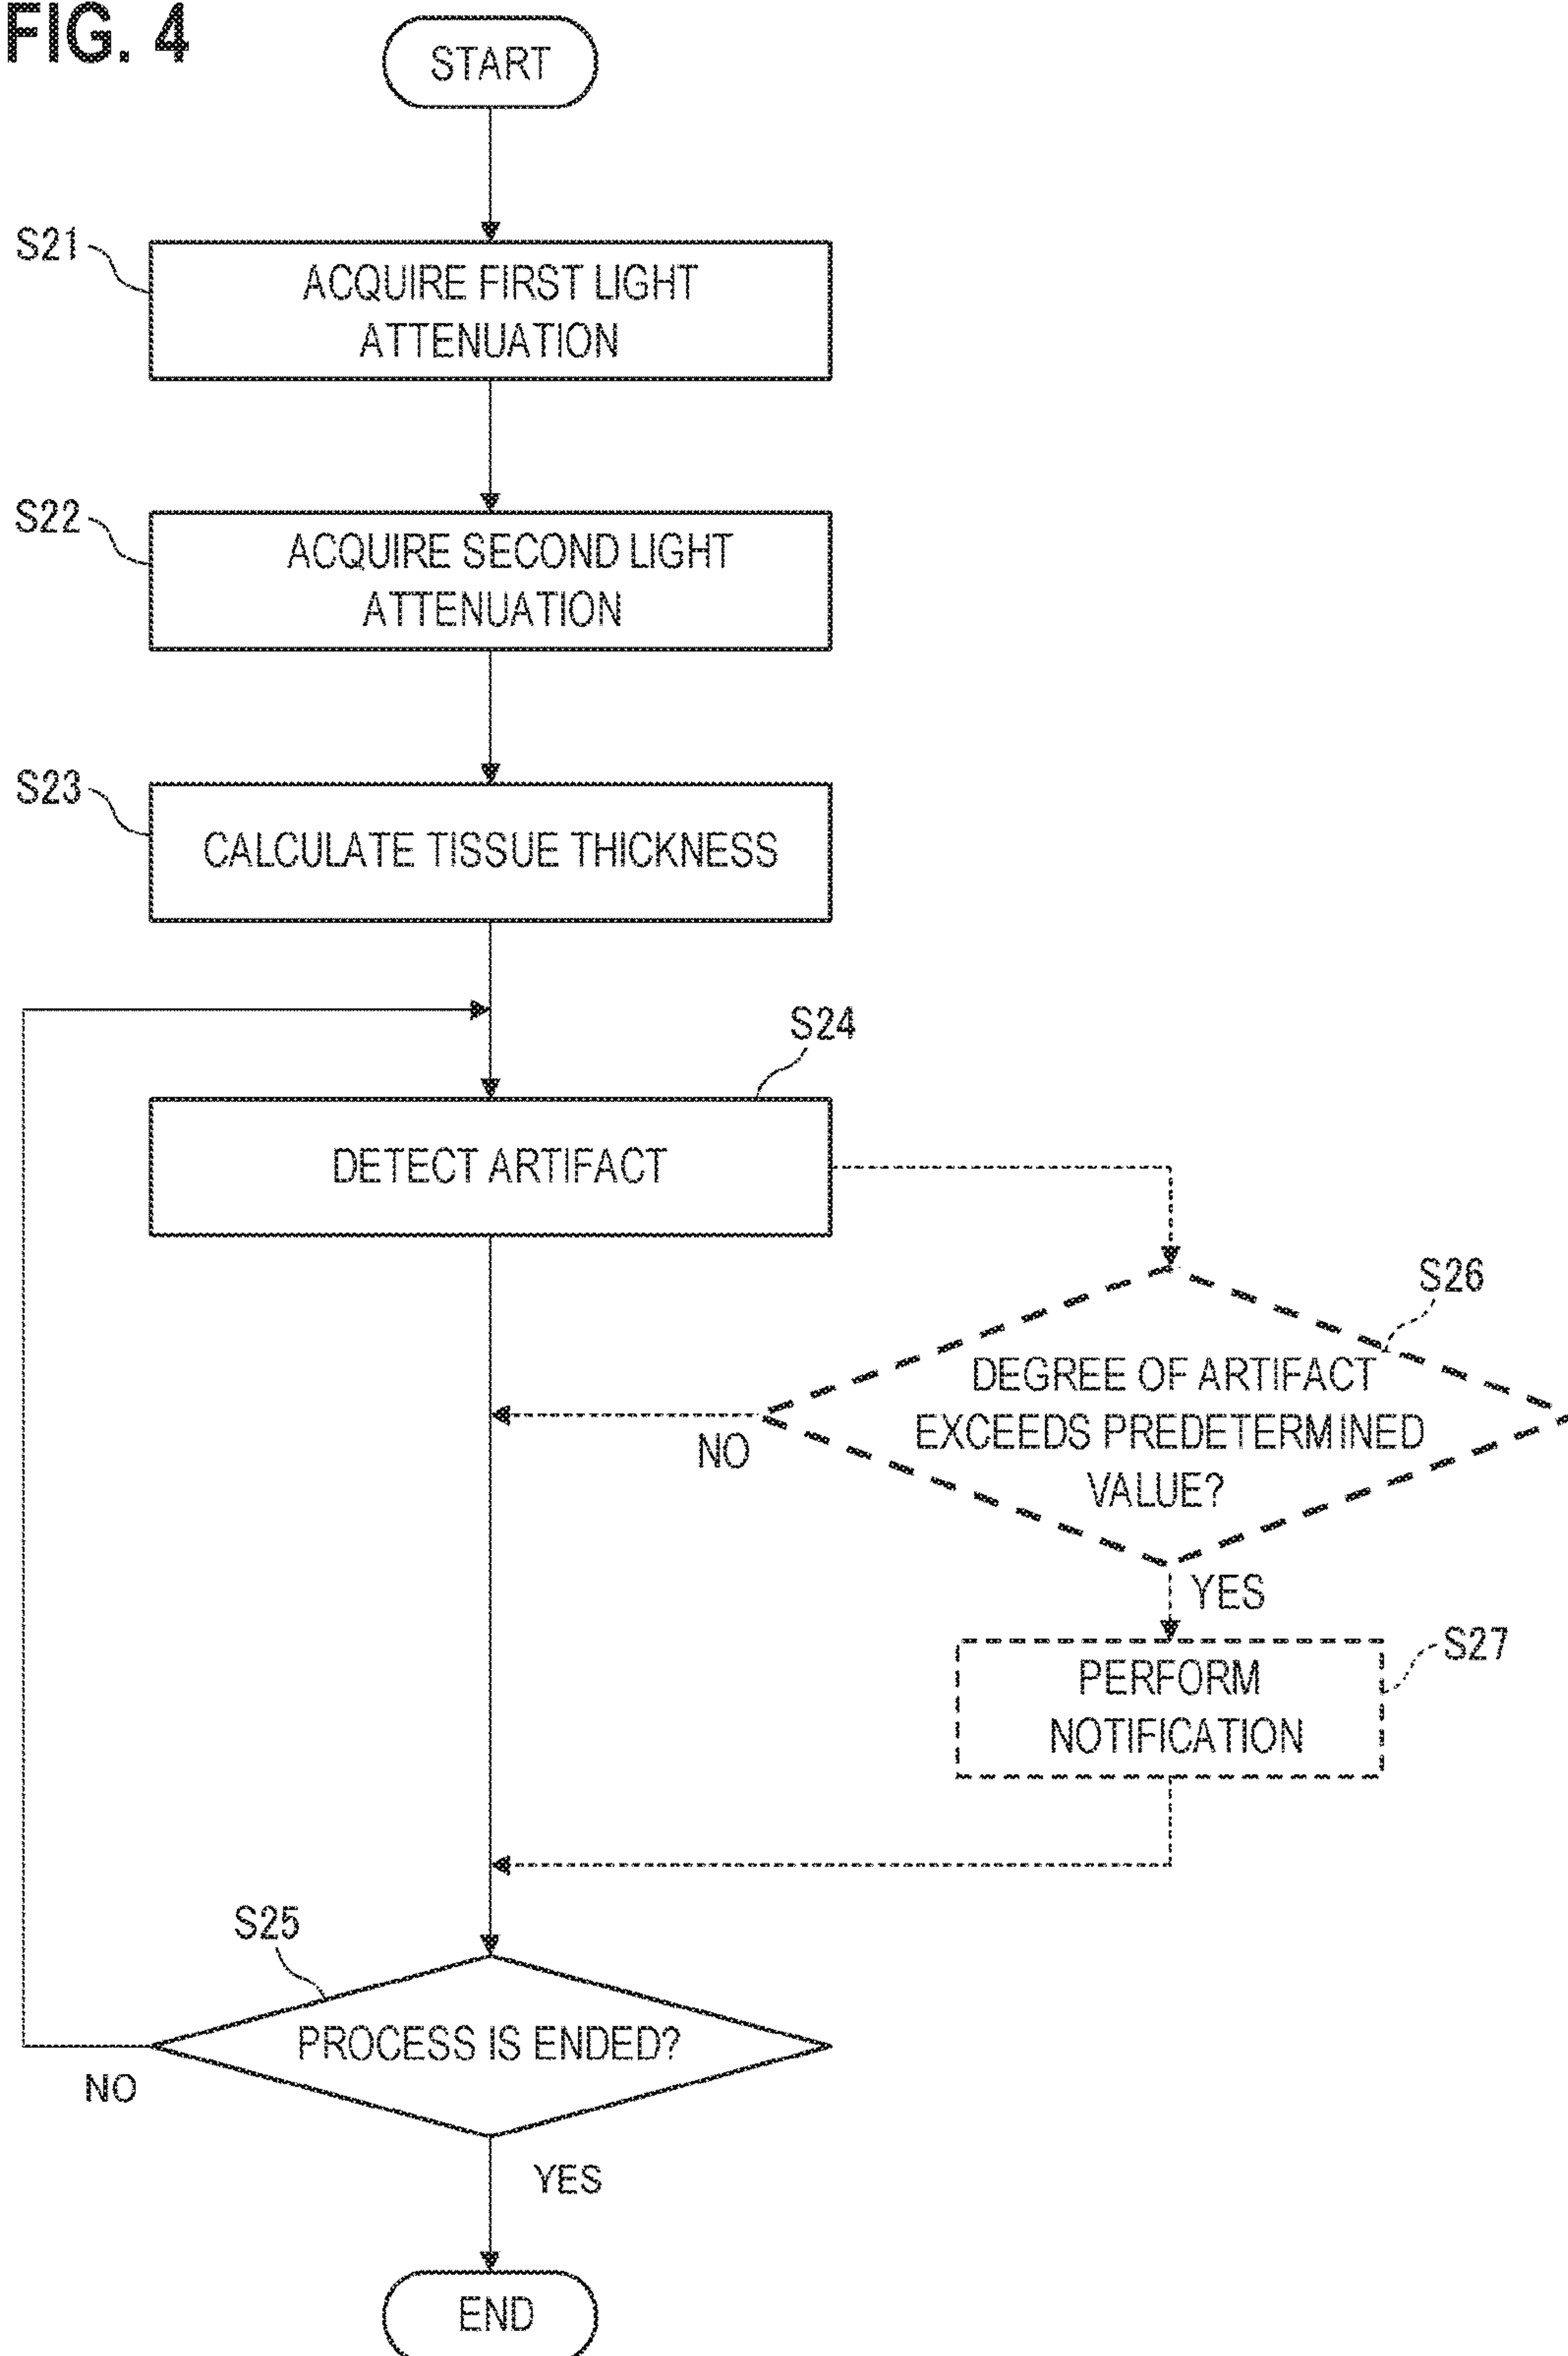 FIG. 4
START
S21
ACQUIRE FIRST LIGHT
ATTENUATION
S22
ACQUIRE SECOND LIGHT
ATTENUATION
S23
CALCULATE TISSUE THICKNESS
S24
DETECT ARTIFACT
S26
DEGREE OF ARTIFACT
EXCEEDS PREDETERMINED
VALUE?
NO
YES
S27
PERFORM
NOTIFICATION
S25
PROCESS IS ENDED?
NO
YES
END